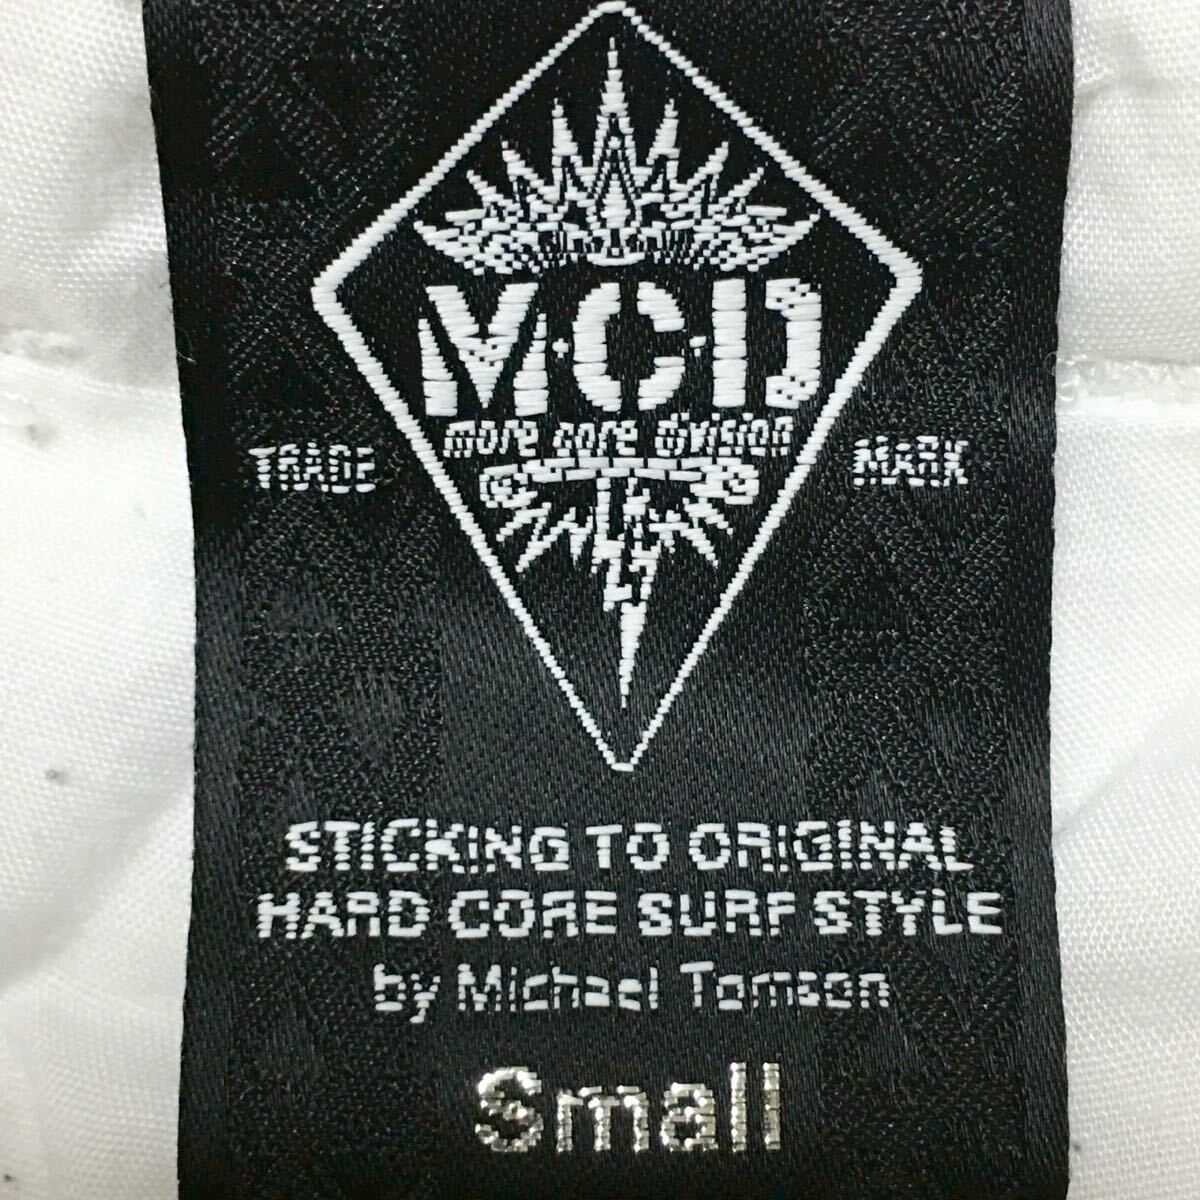 M·C·D
more core division
TRADE MARK
STICKING TO ORIGINAL
HARD CORE SURF STYLE
by Michael Tomson
Small